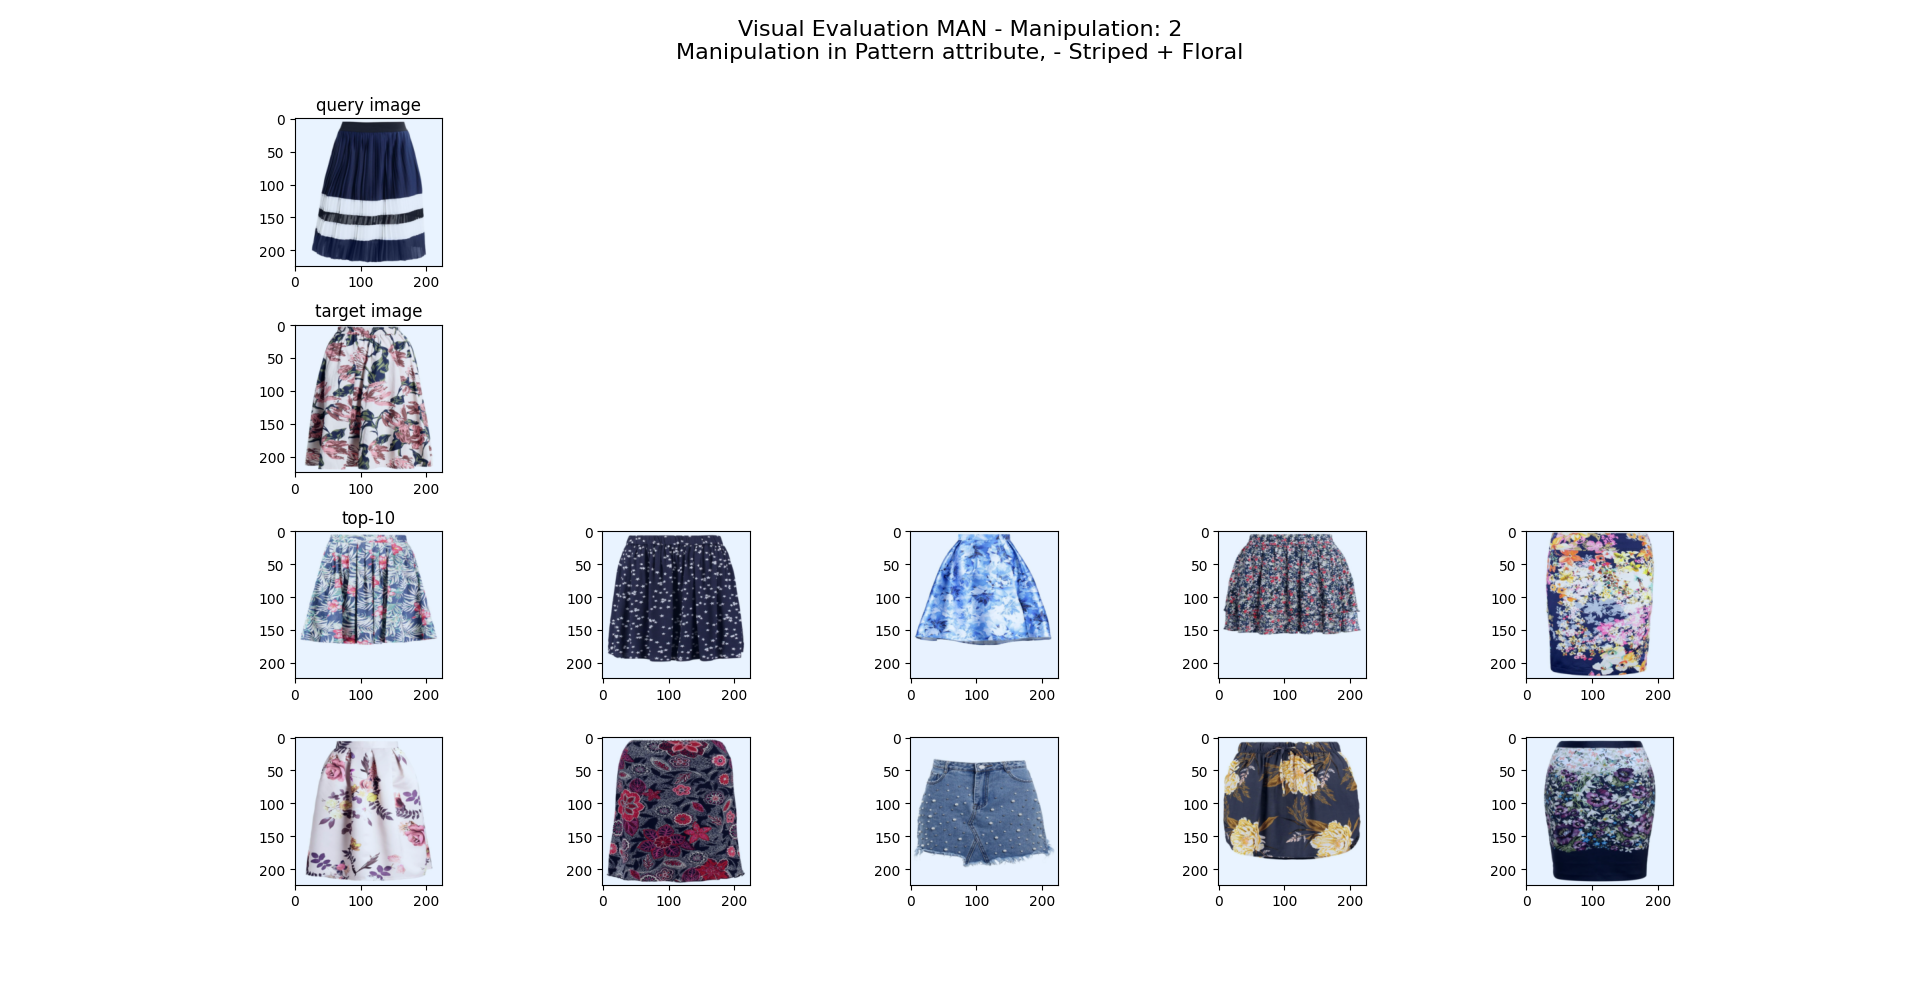 Visual Evaluation MAN - Manipulation: 2
Manipulation in Pattern attribute, - Striped + Floral
query image
0
50
100
150
200
0 100 200
target image
0
50
100
150
200
0 100 200
top-10
0 0 0 0 0
50 50 50 50 50
100 100 100 100 100
150 150 150 150 150
200 200 200 200 200
0 100 200 0 100 200 0 100 200 0 100 200 0 100 200
0 0 0 0 0
50 50 50 50 50
100 100 100 100 100
150 150 150 150 150
200 200 200 200 200
0 100 200 0 100 200 0 100 200 0 100 200 0 100 200